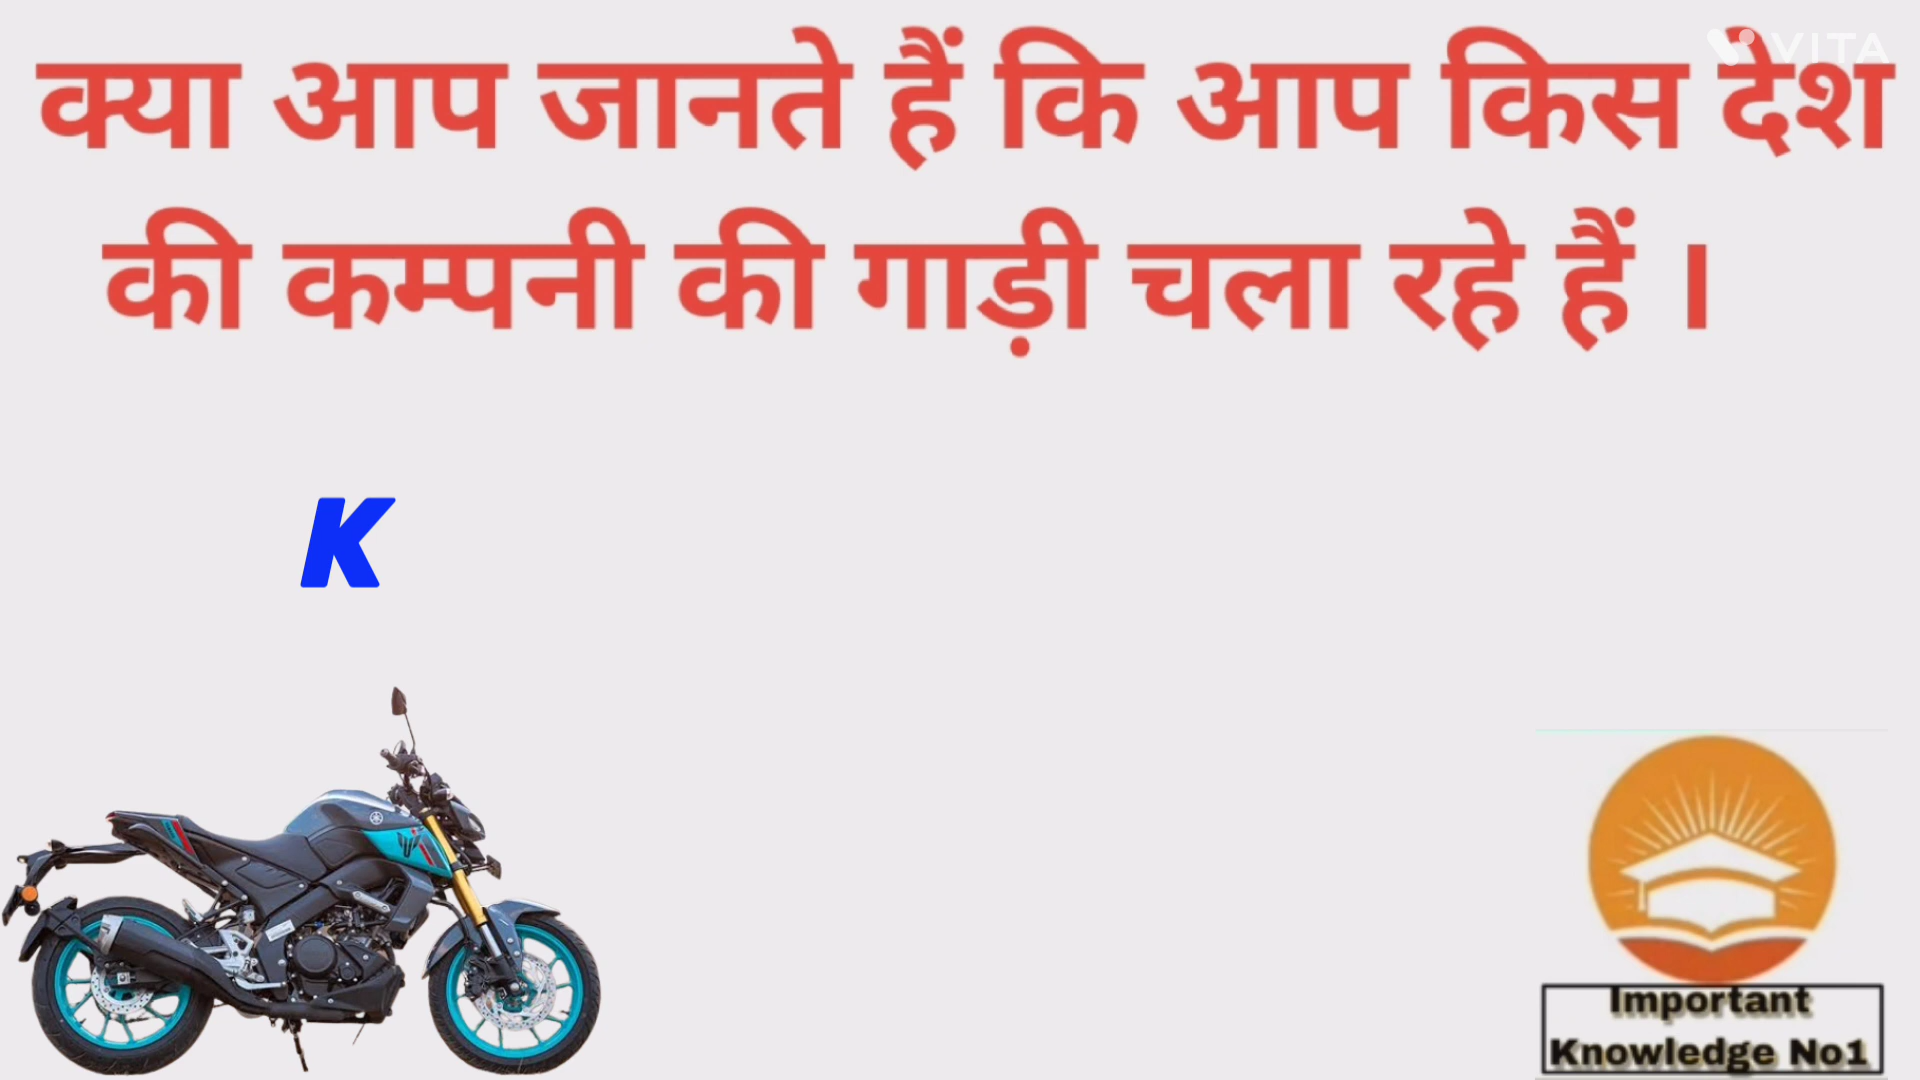 VITA
क्या आप जानते हैं कि आप किस देश
की कम्पनी की गाड़ी चला रहे हैं ।
K
Important
Knowledge No1